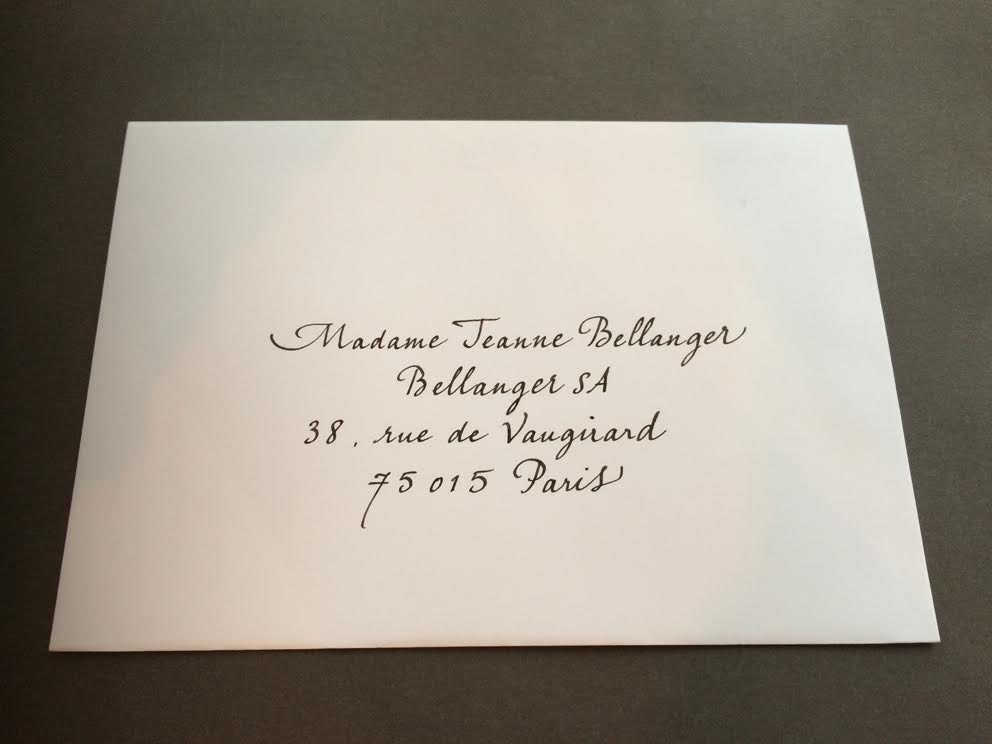 Madame Jeanne Bellanger
Bellanger SA
38, rue de Vaugirard
75015 Paris